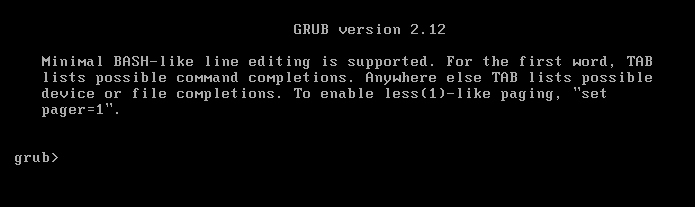 GRUB version 2.12
Minimal BASH-like line editing is supported. For the first word, TAB
lists possible command completions. Anywhere else TAB lists possible
device or file completions. To enable less(1)-like paging, "set
pager=1".
grub>